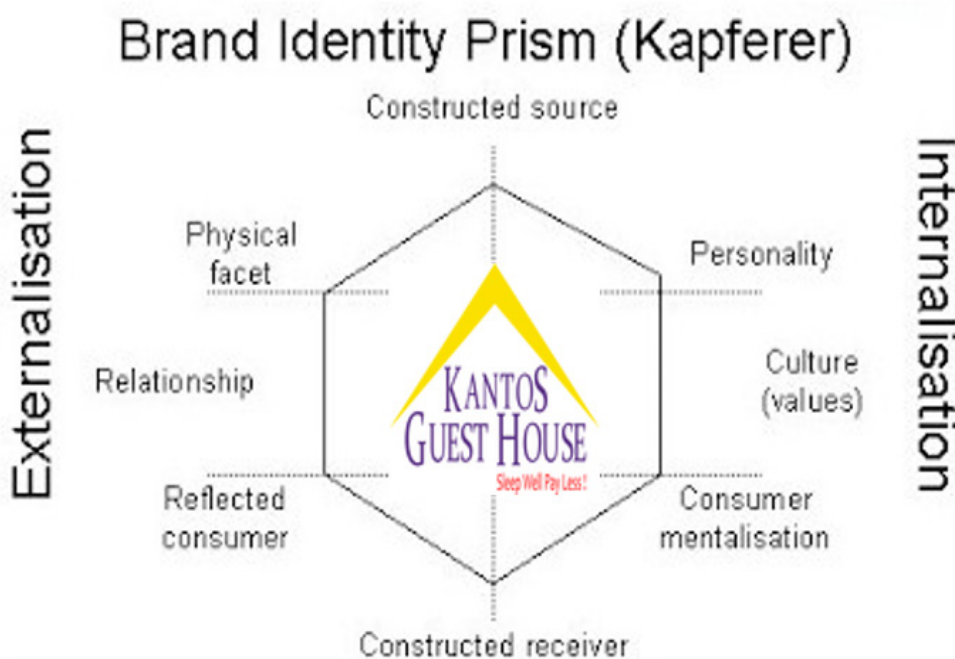 Brand Identity Prism (Kapferer)
Constructed source
Externalisation
Internalisation
Physical
facet
Personality
Relationship
Culture
(values)
KANTOS
GUEST HOUSE
Sleep Well Pay Less!
Reflected
consumer
Consumer
mentalisation
Constructed receiver